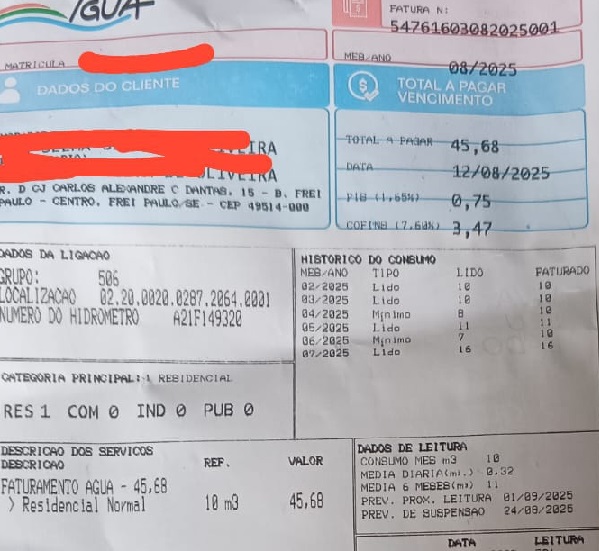 IGUÁ
FATURA N:
54761603082025001
MATRICULA
MES/ANO
08/2025
DADOS DO CLIENTE
TOTAL A PAGAR
VENCIMENTO
TOTAL A PAGAR 45,68
DATA 12/08/2025
PIS (1,65%) 0,75
COFINS (7,60%) 3,47
EIRA
OLIVEIRA
R. D CJ CARLOS ALEXANDRE C DANTAS, 15 - B. FREI
PAULO - CENTRO, FREI PAULO/SE - CEP 49514-000
DADOS DA LIGACAO
GRUPO: 506
LOCALIZACAO 02.20.0020.0287.2064.0001
NUMERO DO HIDROMETRO A21F149320
CATEGORIA PRINCIPAL: RESIDENCIAL
RES 1 COM 0 IND 0 PUB 0
HISTORICO DO CONSUMO
MES/ANO TIPO LIDO FATURADO
02/2025 Lido 10 10
03/2025 Lido 10 10
04/2025 Minimo 8 10
05/2025 Lido 11 11
06/2025 Minimo 7 10
07/2025 Lido 16 16
DESCRICAO DOS SERVICOS
DESCRICAO REF. VALOR
FATURAMENTO AGUA - 45,68
> Residencial Normal 10 m3 45,68
DADOS DE LEITURA
CONSUMO MES m3 10
MEDIA DIARIA(ml.) 0.32
MEDIA 6 MESES(m3) 11
PREV. PROX. LEITURA 01/09/2025
PREV. DE SUSPENSAO 24/09/2025
DATA LEITURA